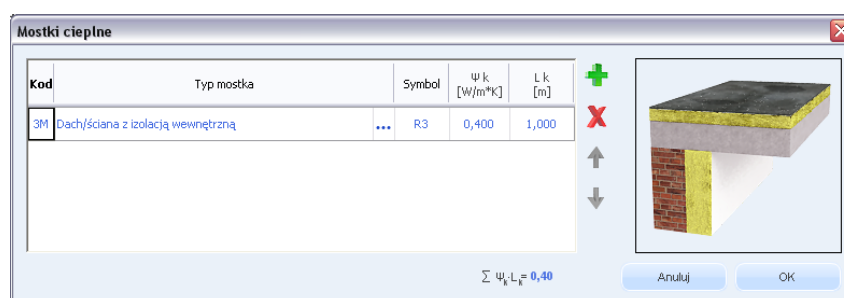 Mostki cieplne
Kod Typ mostka Symbol Ψ k [W/m*K] L k [m]
3M Dach/ściana z izolacją wewnętrzną ... R3 0,400 1,000
∑ Ψk·Lk= 0,40
Anuluj OK